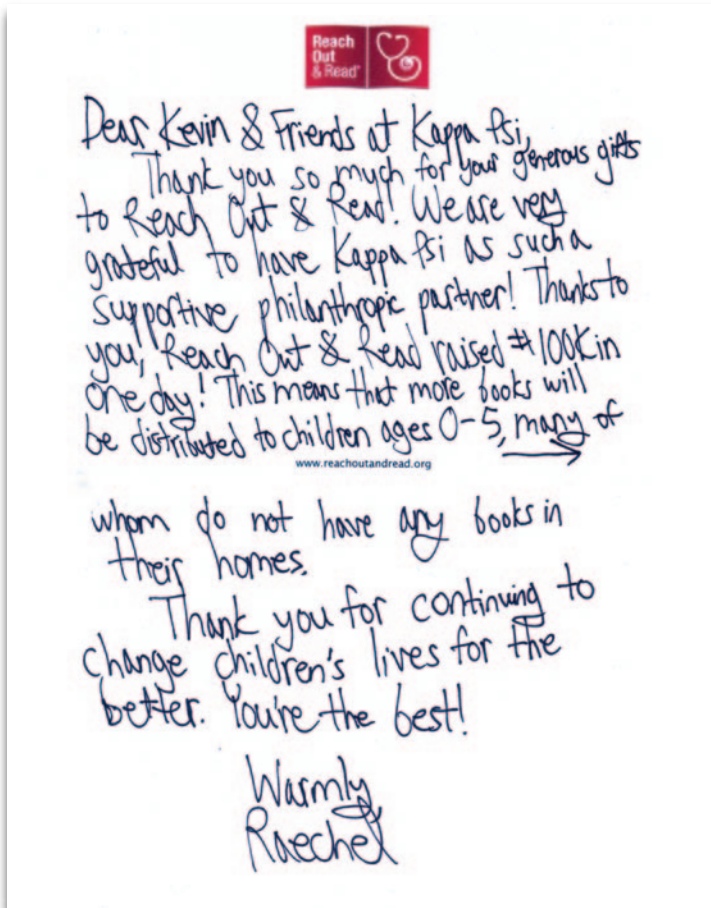 Reach
Out
& Read®
Dear Kevin & Friends at Kappa Psi,
Thank you so much for your generous gifts
to Reach Out & Read! We are very
grateful to have Kappa Psi as such a
supportive philanthropic partner! Thanks to
you, Reach Out & Read raised $100K in
one day! This means that more books will
be distributed to children ages 0-5, many of
www.reachoutandread.org
whom do not have any books in
their homes.
Thank you for continuing to
change children's lives for the
better. You're the best!
Warmly,
Raechel